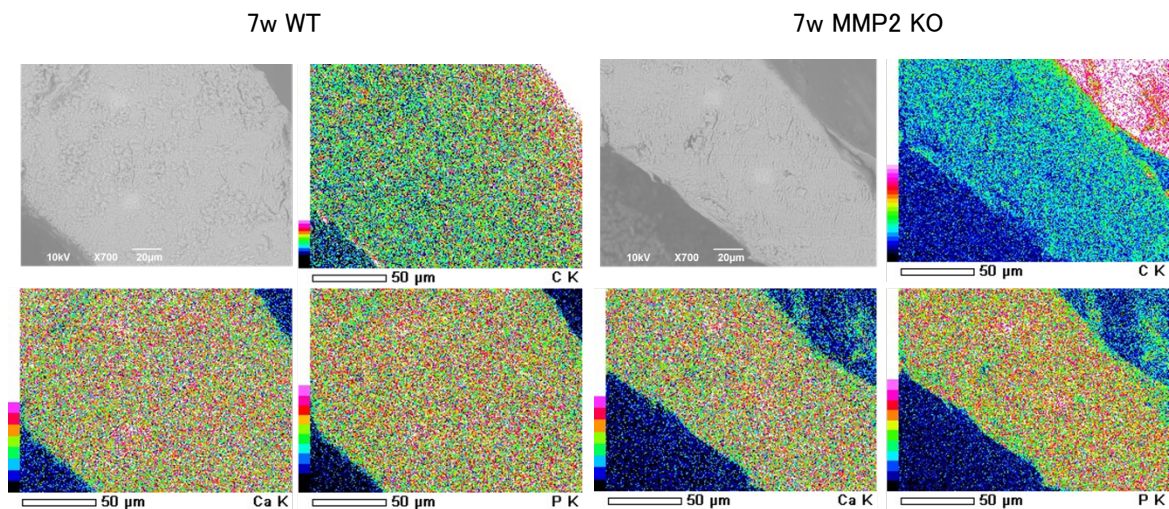 7w WT
7w MMP2 KO
10kV X700 20µm
50 µm C K
10kV X700 20µm
50 µm C K
50 µm Ca K
50 µm P K
50 µm Ca K
50 µm P K